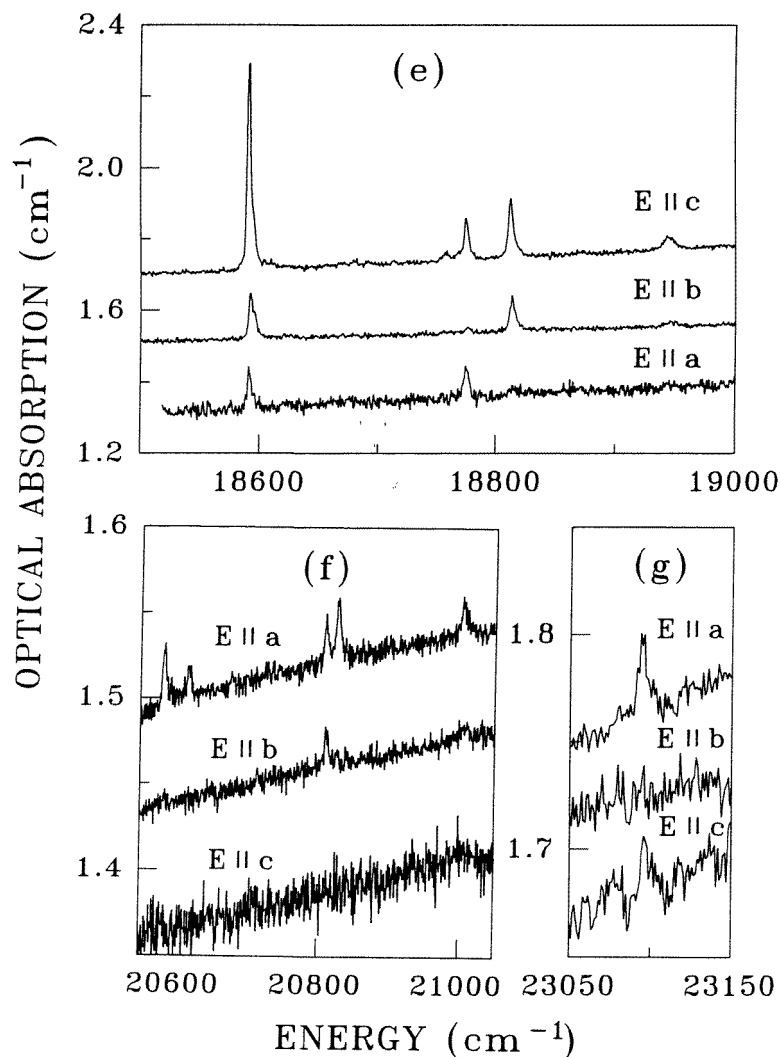 2.4
(e)
2.0
E || c
1.6
E || b
E || a
1.2
18600
18800
19000
OPTICAL ABSORPTION (cm⁻¹)
1.6
(f)
(g)
E || a
1.8
E || a
1.5
E || b
E || b
E || c
1.4
E || c
1.7
20600
20800
21000
23050
23150
ENERGY (cm⁻¹)